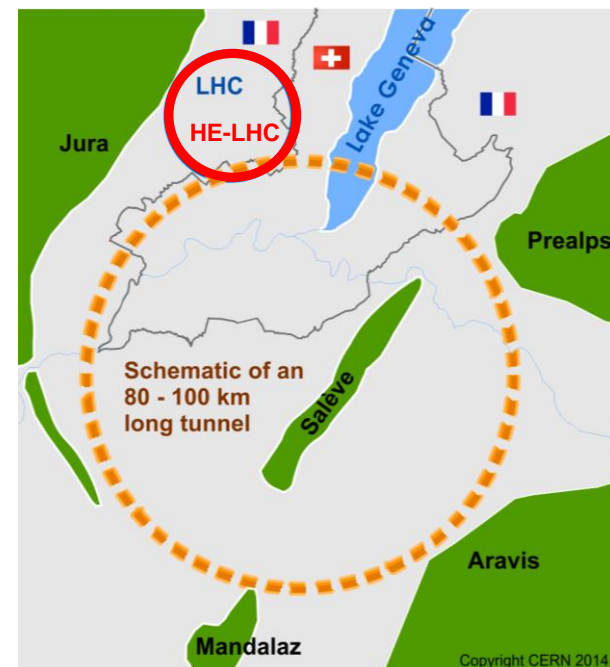 LHC
HE-LHC
Lake Geneva
Jura
Prealps
Schematic of an
80 - 100 km
long tunnel
Salève
Aravis
Mandalaz
Copyright CERN 2014